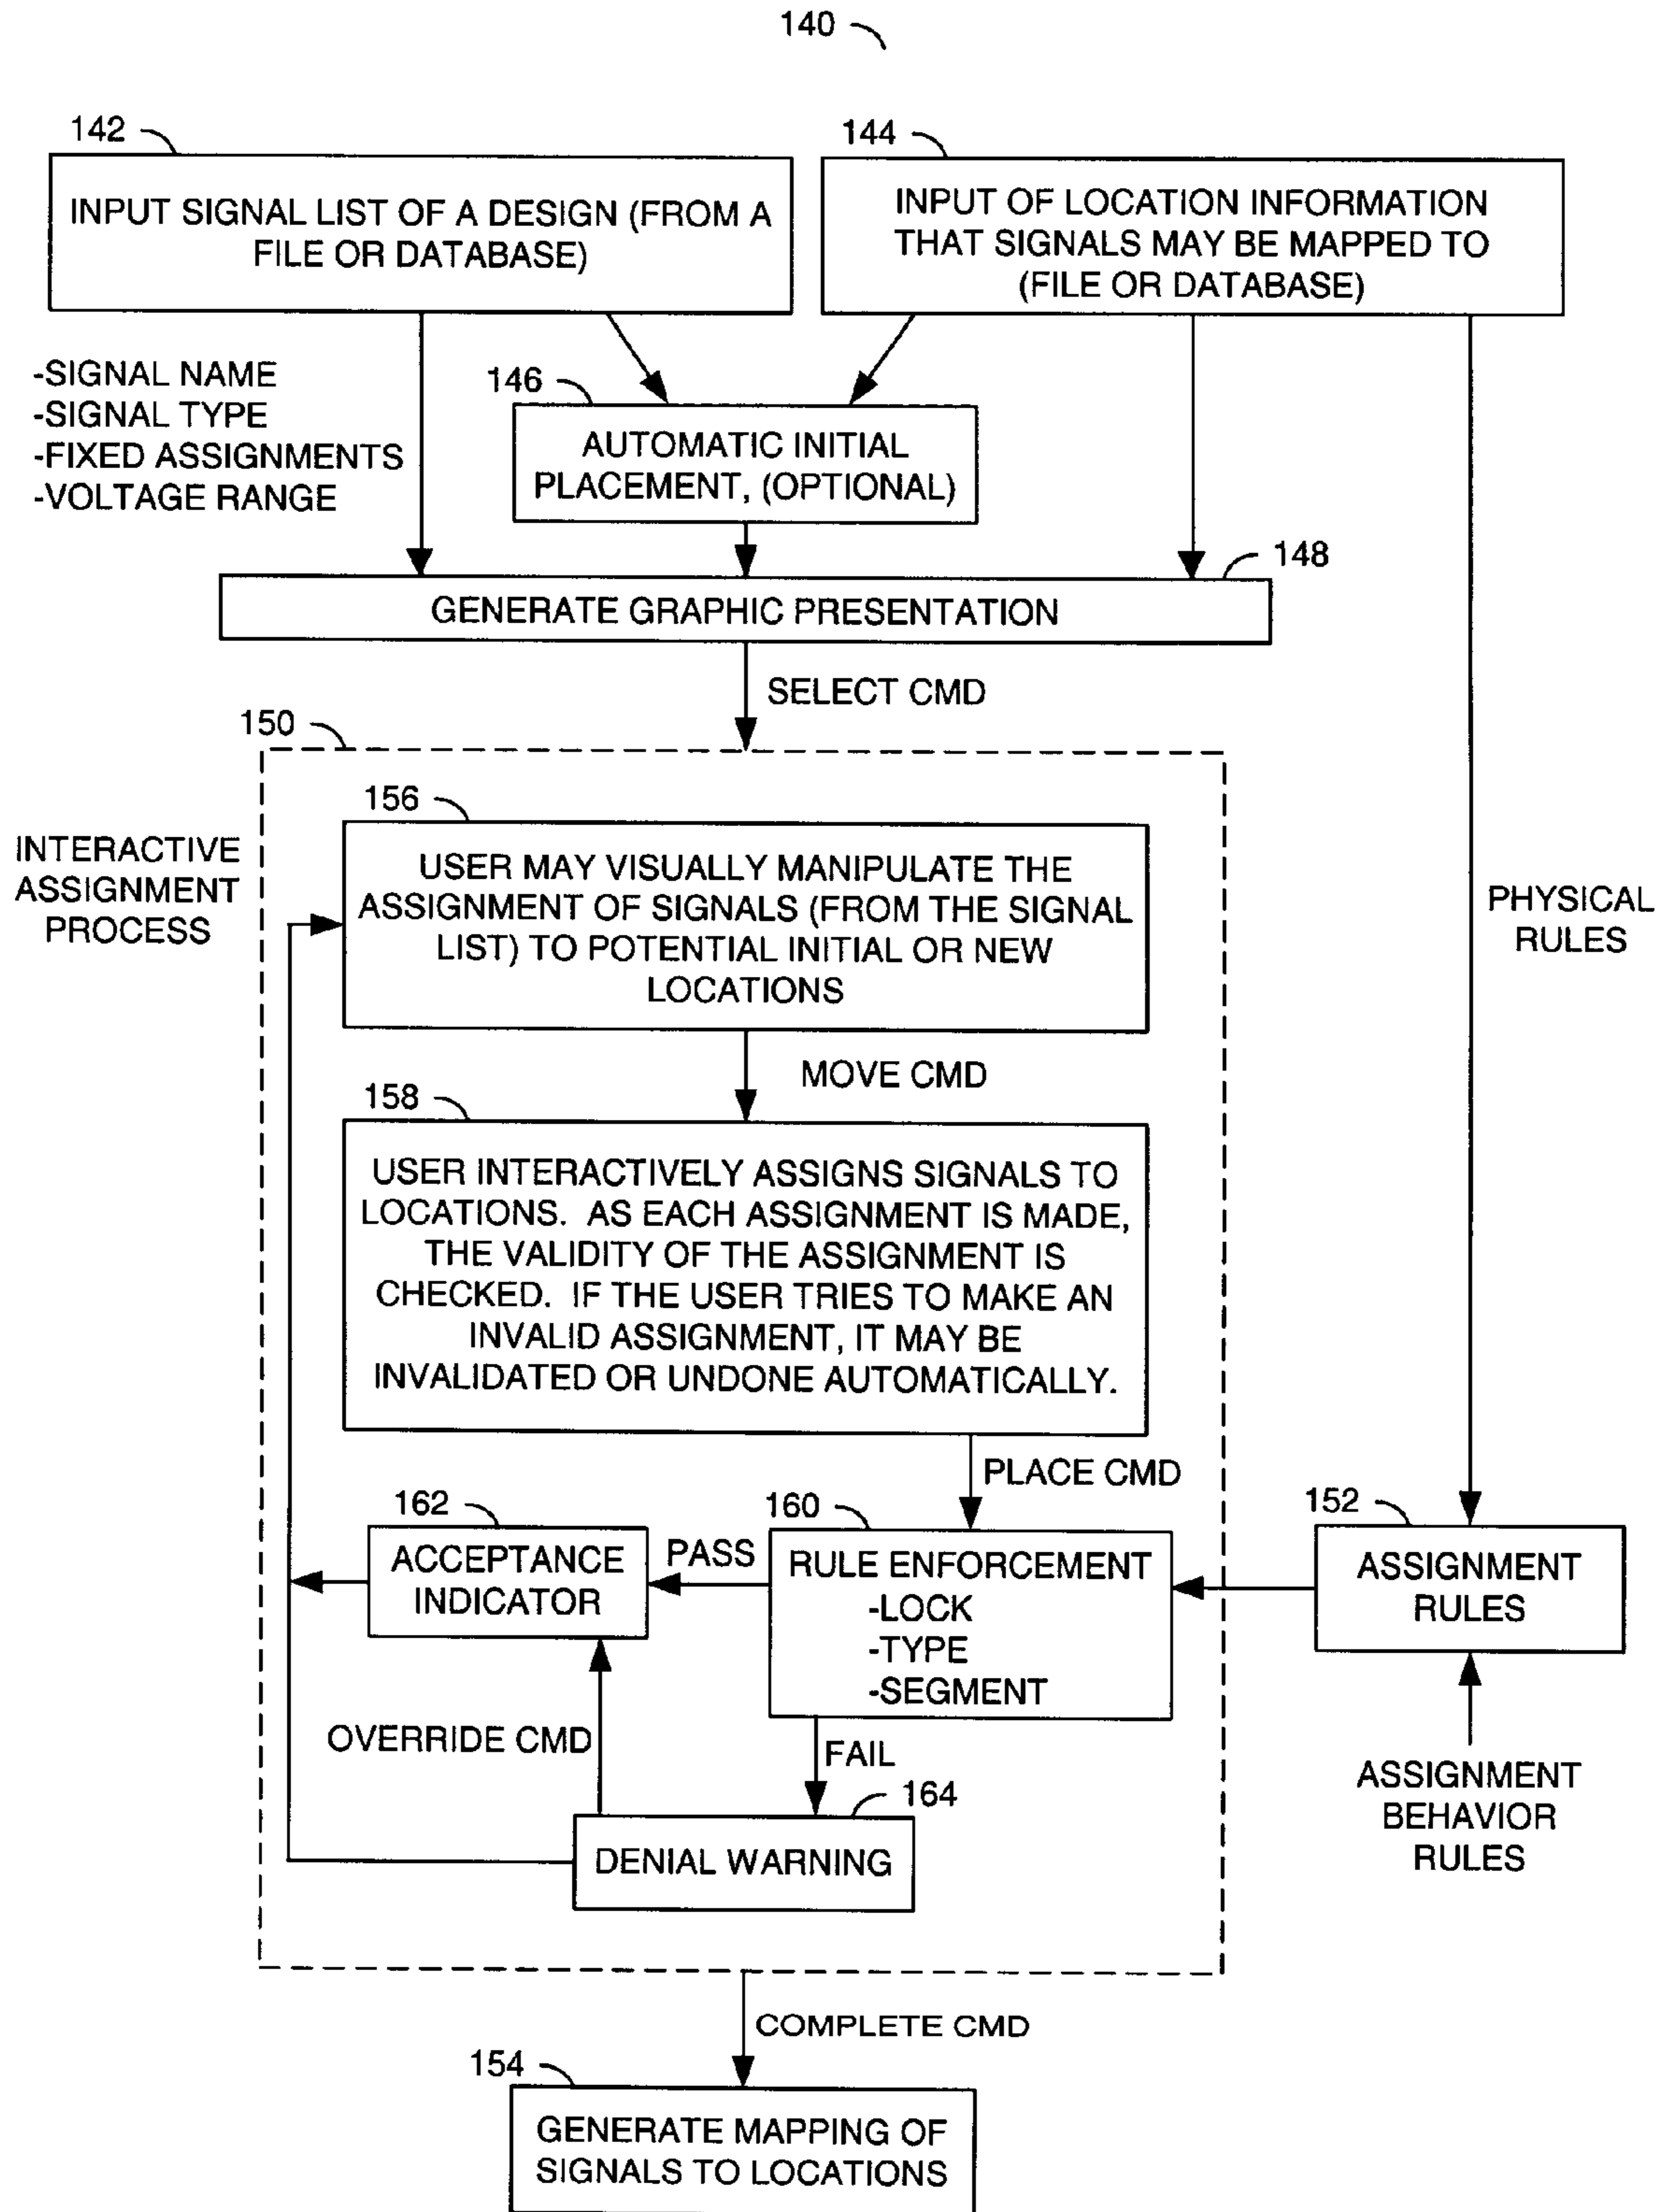 140
142
INPUT SIGNAL LIST OF A DESIGN (FROM A
FILE OR DATABASE)
144
INPUT OF LOCATION INFORMATION
THAT SIGNALS MAY BE MAPPED TO
(FILE OR DATABASE)
-SIGNAL NAME
-SIGNAL TYPE
-FIXED ASSIGNMENTS
-VOLTAGE RANGE
146
AUTOMATIC INITIAL
PLACEMENT, (OPTIONAL)
148
GENERATE GRAPHIC PRESENTATION
SELECT CMD
150
INTERACTIVE
ASSIGNMENT
PROCESS
156
USER MAY VISUALLY MANIPULATE THE
ASSIGNMENT OF SIGNALS (FROM THE SIGNAL
LIST) TO POTENTIAL INITIAL OR NEW
LOCATIONS
PHYSICAL
RULES
MOVE CMD
158
USER INTERACTIVELY ASSIGNS SIGNALS TO
LOCATIONS. AS EACH ASSIGNMENT IS MADE,
THE VALIDITY OF THE ASSIGNMENT IS
CHECKED. IF THE USER TRIES TO MAKE AN
INVALID ASSIGNMENT, IT MAY BE
INVALIDATED OR UNDONE AUTOMATICALLY.
PLACE CMD
162
ACCEPTANCE
INDICATOR
PASS
160
RULE ENFORCEMENT
-LOCK
-TYPE
-SEGMENT
152
ASSIGNMENT
RULES
OVERRIDE CMD
FAIL
164
DENIAL WARNING
ASSIGNMENT
BEHAVIOR
RULES
COMPLETE CMD
154
GENERATE MAPPING OF
SIGNALS TO LOCATIONS